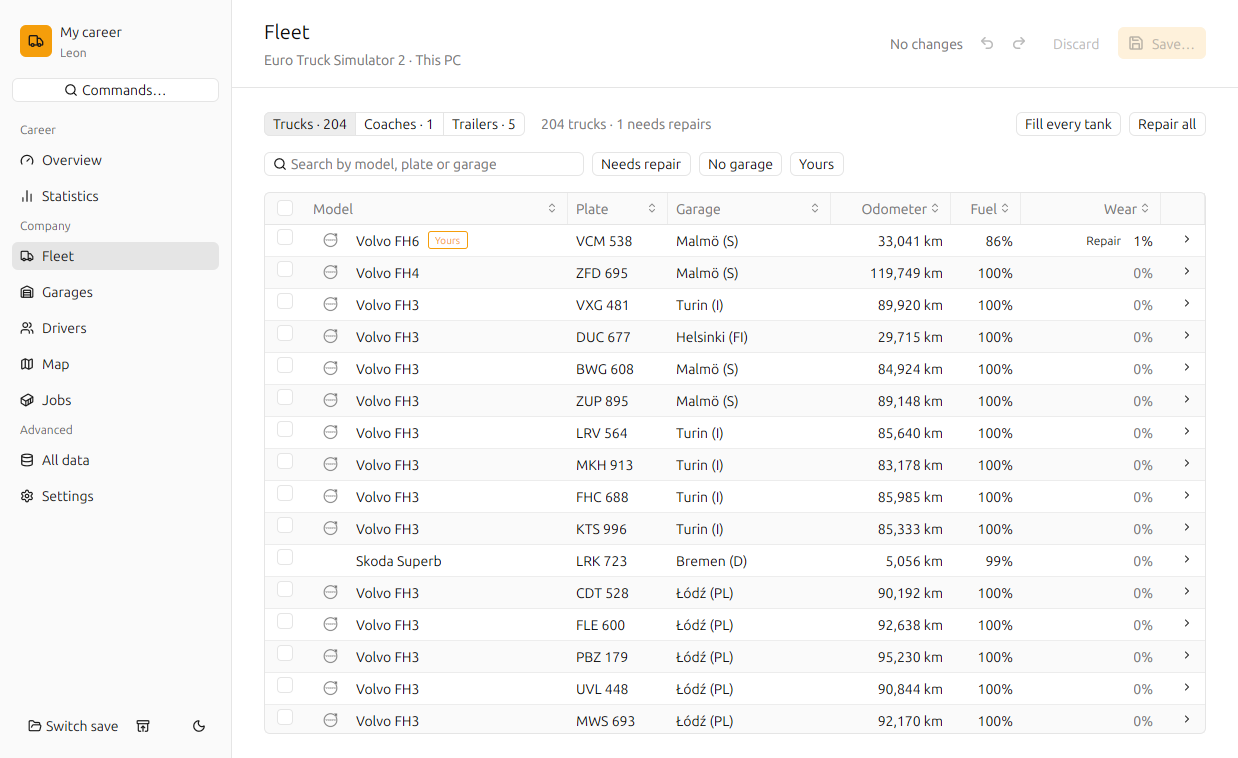 My career
Leon
Commands…
Career
Overview
Statistics
Company
Fleet
Garages
Drivers
Map
Jobs
Advanced
All data
Settings
Switch save
Fleet
Euro Truck Simulator 2 · This PC
No changes
Discard
Save…
Trucks · 204
Coaches · 1
Trailers · 5
204 trucks · 1 needs repairs
Fill every tank
Repair all
Search by model, plate or garage
Needs repair
No garage
Yours
Model Plate Garage Odometer Fuel Wear
Volvo FH6 Yours VCM 538 Malmö (S) 33,041 km 86% Repair 1%
Volvo FH4 ZFD 695 Malmö (S) 119,749 km 100% 0%
Volvo FH3 VXG 481 Turin (I) 89,920 km 100% 0%
Volvo FH3 DUC 677 Helsinki (FI) 29,715 km 100% 0%
Volvo FH3 BWG 608 Malmö (S) 84,924 km 100% 0%
Volvo FH3 ZUP 895 Malmö (S) 89,148 km 100% 0%
Volvo FH3 LRV 564 Turin (I) 85,640 km 100% 0%
Volvo FH3 MKH 913 Turin (I) 83,178 km 100% 0%
Volvo FH3 FHC 688 Turin (I) 85,985 km 100% 0%
Volvo FH3 KTS 996 Turin (I) 85,333 km 100% 0%
Skoda Superb LRK 723 Bremen (D) 5,056 km 99% 0%
Volvo FH3 CDT 528 Łódź (PL) 90,192 km 100% 0%
Volvo FH3 FLE 600 Łódź (PL) 92,638 km 100% 0%
Volvo FH3 PBZ 179 Łódź (PL) 95,230 km 100% 0%
Volvo FH3 UVL 448 Łódź (PL) 90,844 km 100% 0%
Volvo FH3 MWS 693 Łódź (PL) 92,170 km 100% 0%